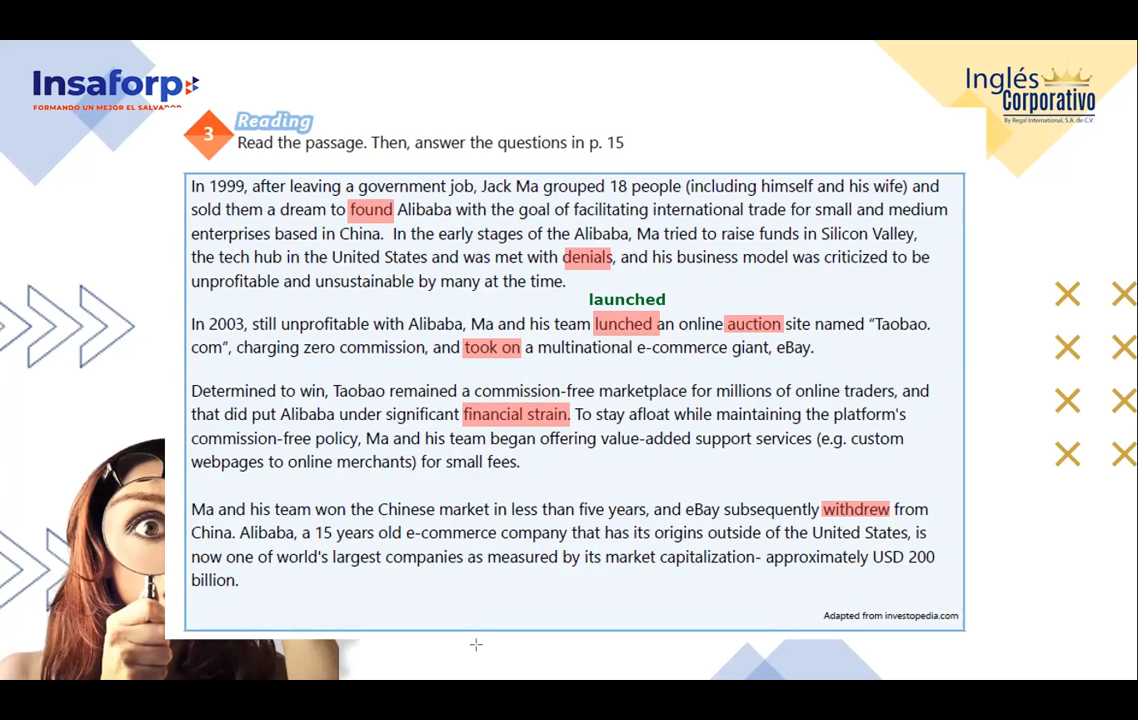 Insaforp
FORMANDO UN MEJOR EL SALVADOR
Inglés
Corporativo
By Regal International, S.A. de C.V.
3
Reading
Read the passage. Then, answer the questions in p. 15
In 1999, after leaving a government job, Jack Ma grouped 18 people (including himself and his wife) and
sold them a dream to found Alibaba with the goal of facilitating international trade for small and medium
enterprises based in China. In the early stages of the Alibaba, Ma tried to raise funds in Silicon Valley,
the tech hub in the United States and was met with denials, and his business model was criticized to be
unprofitable and unsustainable by many at the time.
launched
In 2003, still unprofitable with Alibaba, Ma and his team lunched an online auction site named “Taobao.
com”, charging zero commission, and took on a multinational e-commerce giant, eBay.
Determined to win, Taobao remained a commission-free marketplace for millions of online traders, and
that did put Alibaba under significant financial strain. To stay afloat while maintaining the platform's
commission-free policy, Ma and his team began offering value-added support services (e.g. custom
webpages to online merchants) for small fees.
Ma and his team won the Chinese market in less than five years, and eBay subsequently withdrew from
China. Alibaba, a 15 years old e-commerce company that has its origins outside of the United States, is
now one of world's largest companies as measured by its market capitalization- approximately USD 200
billion.
Adapted from investopedia.com